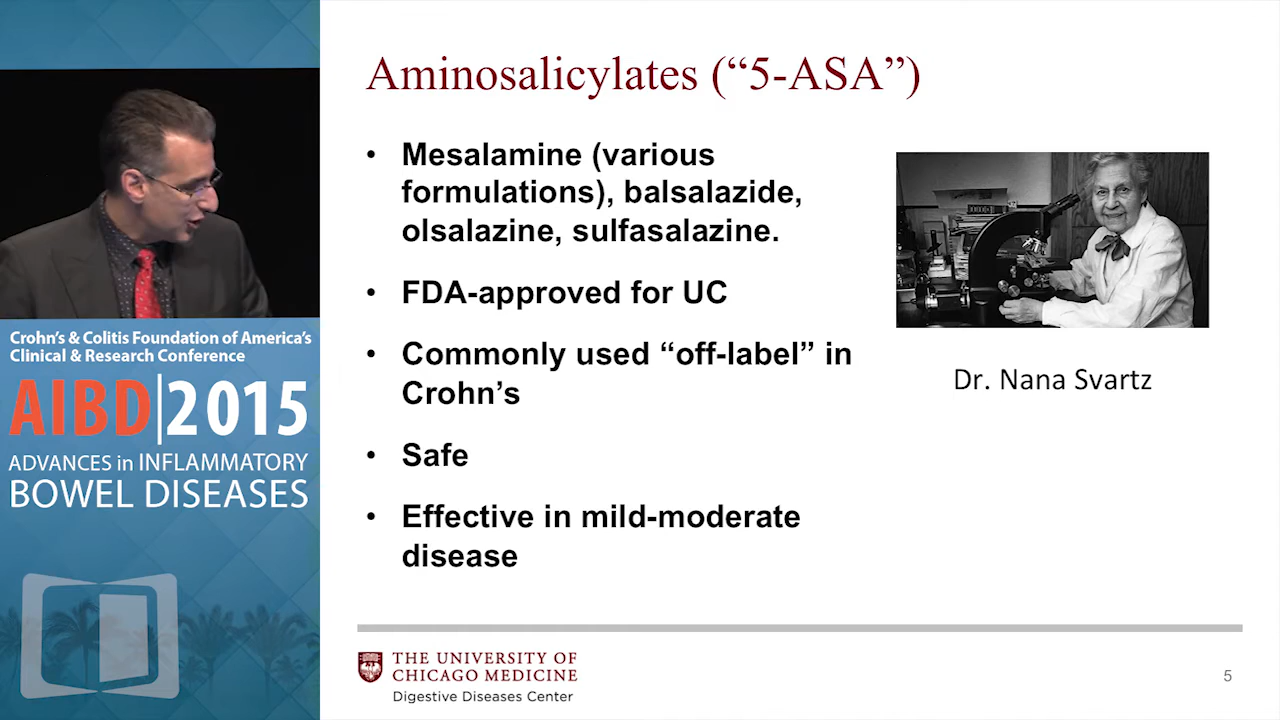 Crohn's & Colitis Foundation of America's
Clinical & Research Conference
AIBD|2015
ADVANCES in INFLAMMATORY
BOWEL DISEASES
Aminosalicylates (“5-ASA”)
• Mesalamine (various
formulations), balsalazide,
olsalazine, sulfasalazine.
• FDA-approved for UC
• Commonly used “off-label” in
Crohn’s
• Safe
• Effective in mild-moderate
disease
Dr. Nana Svartz
THE UNIVERSITY OF
CHICAGO MEDICINE
Digestive Diseases Center
5